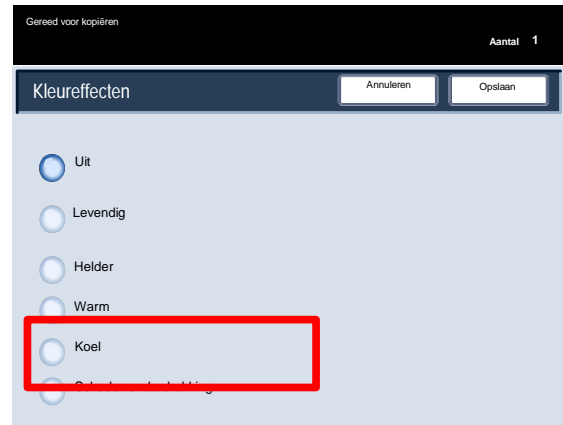 Gereed voor kopiëren
Aantal 1
Kleureffecten
Annuleren
Opslaan
Uit
Levendig
Helder
Warm
Koel